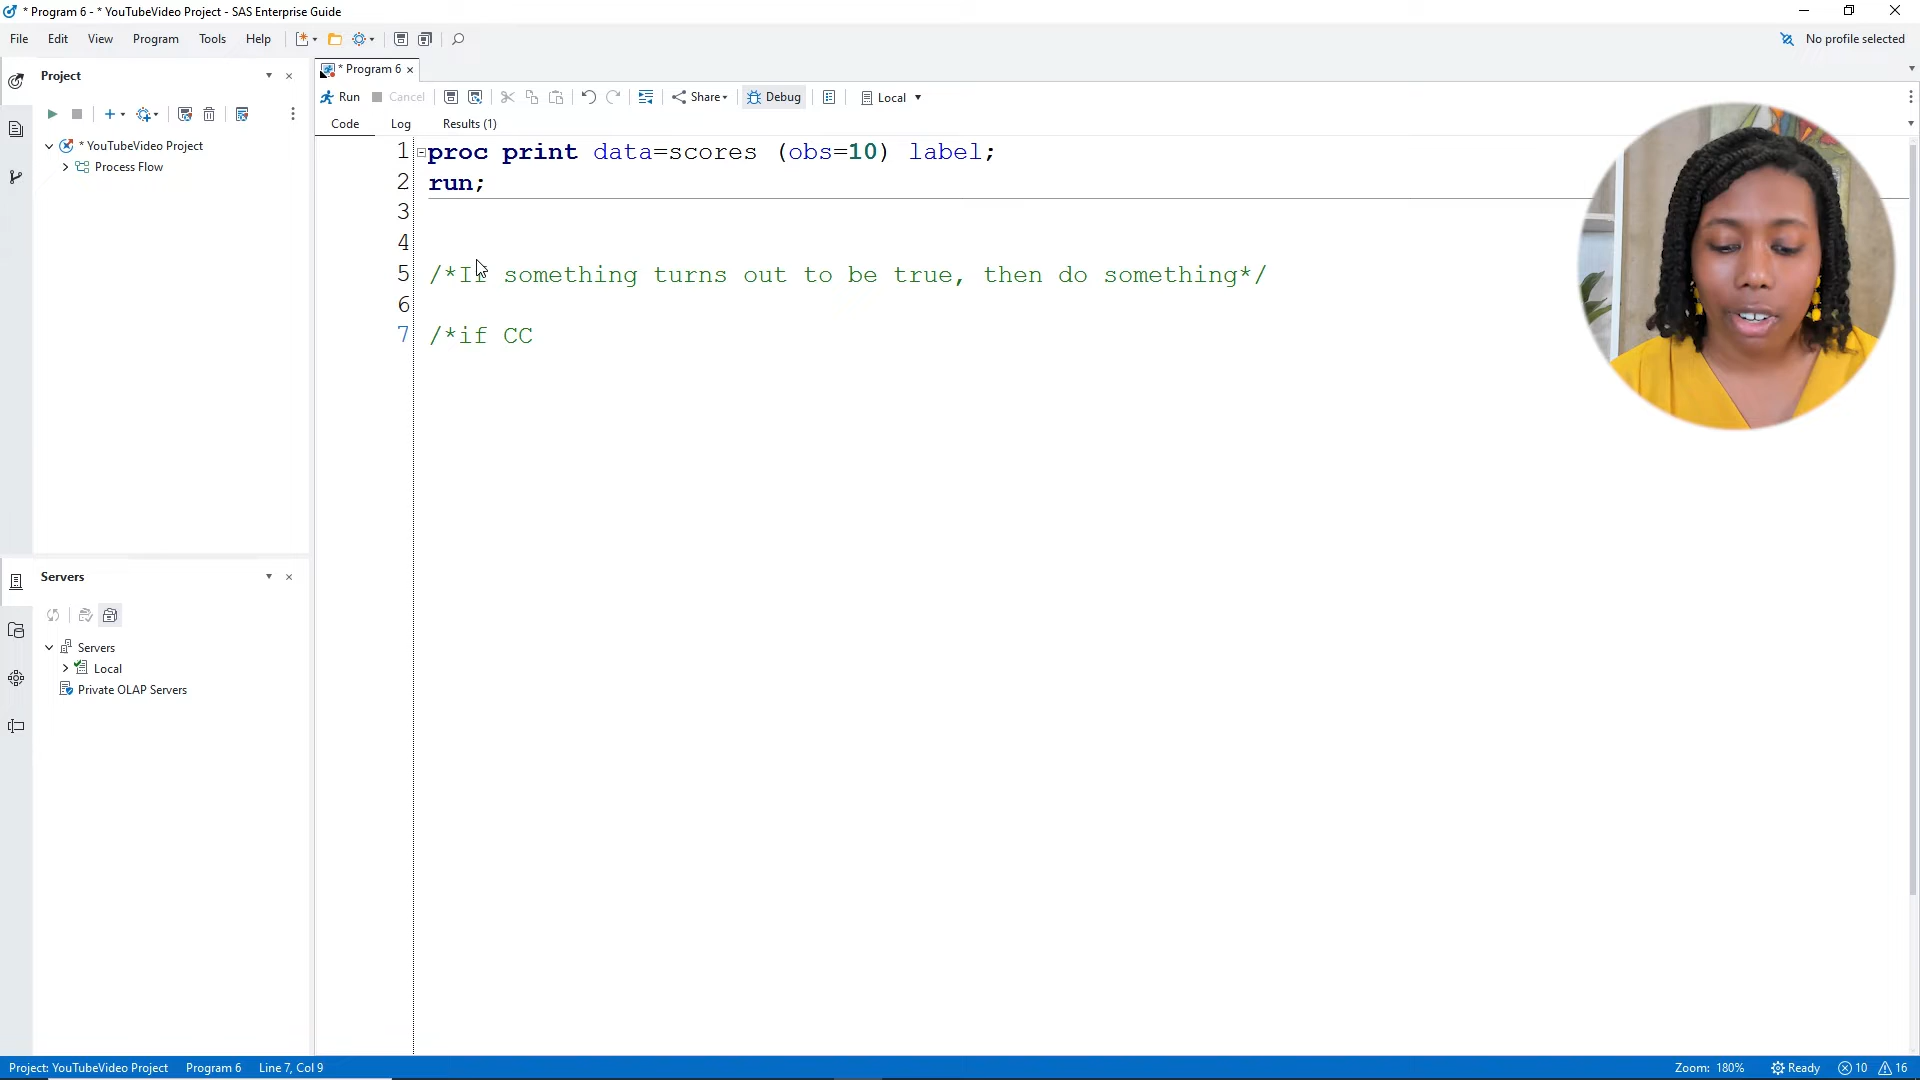 * Program 6 - * YouTubeVideo Project - SAS Enterprise Guide
File Edit View Program Tools Help
No profile selected
Project
* YouTubeVideo Project
Process Flow
Servers
Servers
Local
Private OLAP Servers
* Program 6
Run Cancel Share Debug Local
Code Log Results (1)
1 proc print data=scores (obs=10) label;
2 run;
3
4
5 /*If something turns out to be true, then do something*/
6
7 /*if CC
Project: YouTubeVideo Project Program 6 Line 7, Col 9 Zoom: 180% Ready 10 16